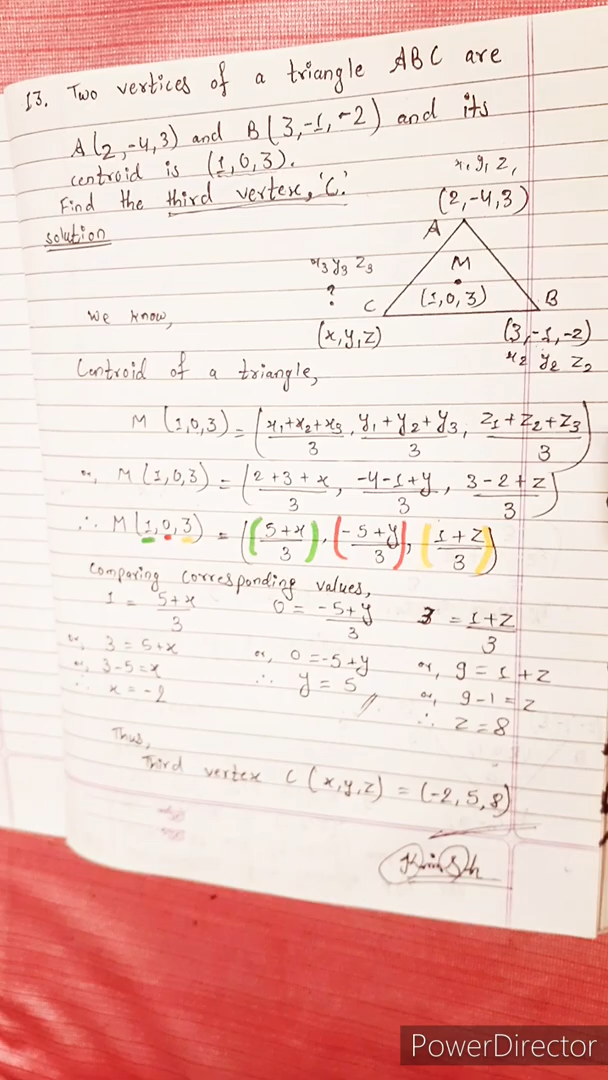 13. Two vertices of a triangle ABC are
A(2,-4,3) and B(3,-1,-2) and its
centroid is (1,0,3).
Find the third vertex, 'C'.
solution
x, y, z,
(2,-4,3)
A
x3 y3 z3
?
M
(1,0,3)
C
B
(x,y,z)
(3,-1,-2)
x2 y2 z2
We know,
Centroid of a triangle,
M (1,0,3) = (x1+x2+x3/3, y1+y2+y3/3, z1+z2+z3/3)
or, M (1,0,3) = (2+3+x/3, -4-1+y/3, 3-2+z/3)
∴ M(1,0,3) = ((5+x/3), (-5+y/3), (1+z/3))
Comparing corresponding values,
1 = 5+x/3 0 = -5+y/3 3 = 1+z/3
or, 3 = 5+x or, 0 = -5+y or, 9 = 1+z
or, 3-5=x ∴ y = 5 or, 9-1=z
∴ x = -2 ∴ z=8
Thus,
Third vertex C(x,y,z) = (-2,5,8)
PowerDirector